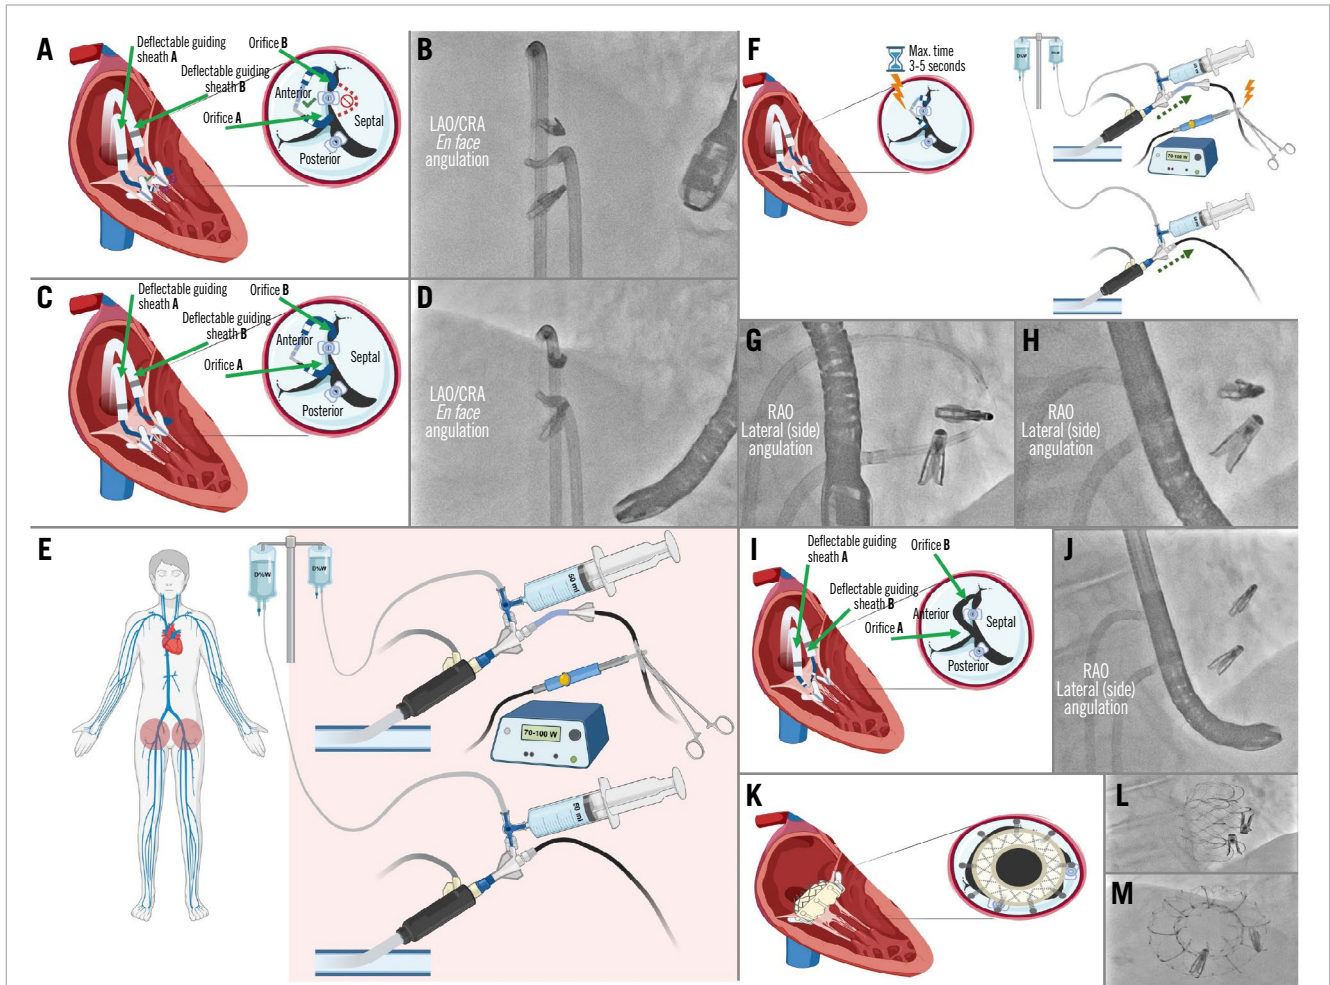 A
Deflectable guiding
sheath A
Orifice B
Deflectable guiding
sheath B
Anterior
Orifice A
Septal
Posterior
B
LAO/CRA
En face
angulation
C
Deflectable guiding
sheath A
Orifice B
Deflectable guiding
sheath B
Anterior
Orifice A
Septal
Posterior
D
LAO/CRA
En face
angulation
E
D%W
D%W
50 ml
70-100 W
50 ml
F
Max. time
3-5 seconds
70-100 W
G
RAO
Lateral (side)
angulation
H
RAO
Lateral (side)
angulation
I
Deflectable guiding
sheath A
Orifice B
Deflectable guiding
sheath B
Anterior
Orifice A
Septal
Posterior
J
RAO
Lateral (side)
angulation
K
L
M